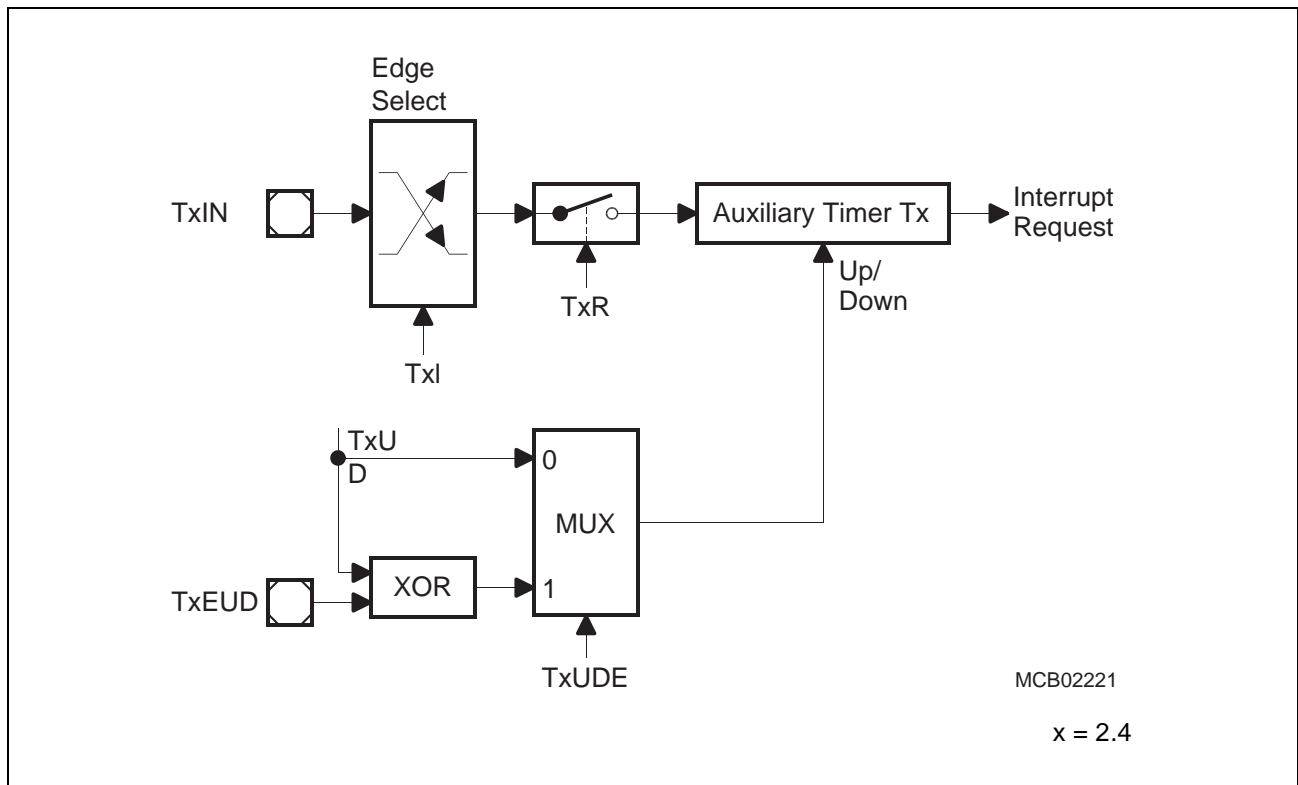 Edge
Select
TxIN
Auxiliary Timer Tx
Interrupt
Request
Up/
Down
TxR
TxI
TxU
D
0
MUX
XOR
1
TxEUD
TxUDE
MCB02221
x = 2.4